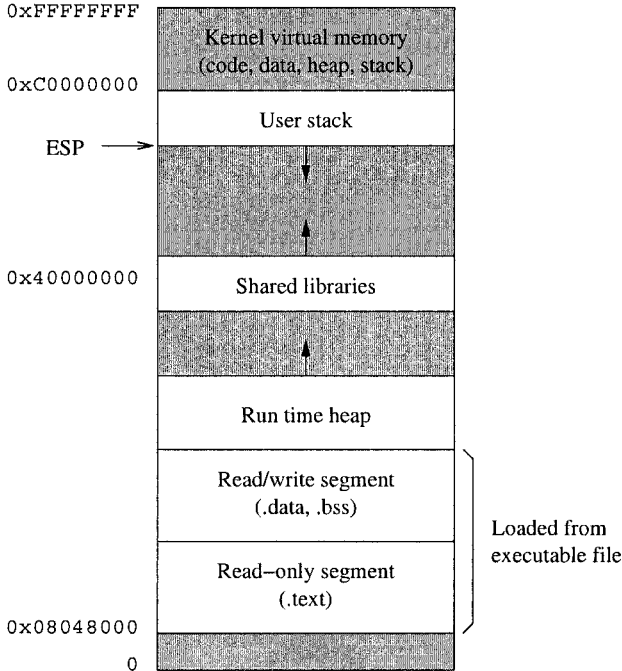 0xFFFFFFFF
Kernel virtual memory
(code, data, heap, stack)
0xC0000000
User stack
ESP
0x40000000
Shared libraries
Run time heap
Read/write segment
(.data, .bss)
Loaded from
executable file
Read-only segment
(.text)
0x08048000
0